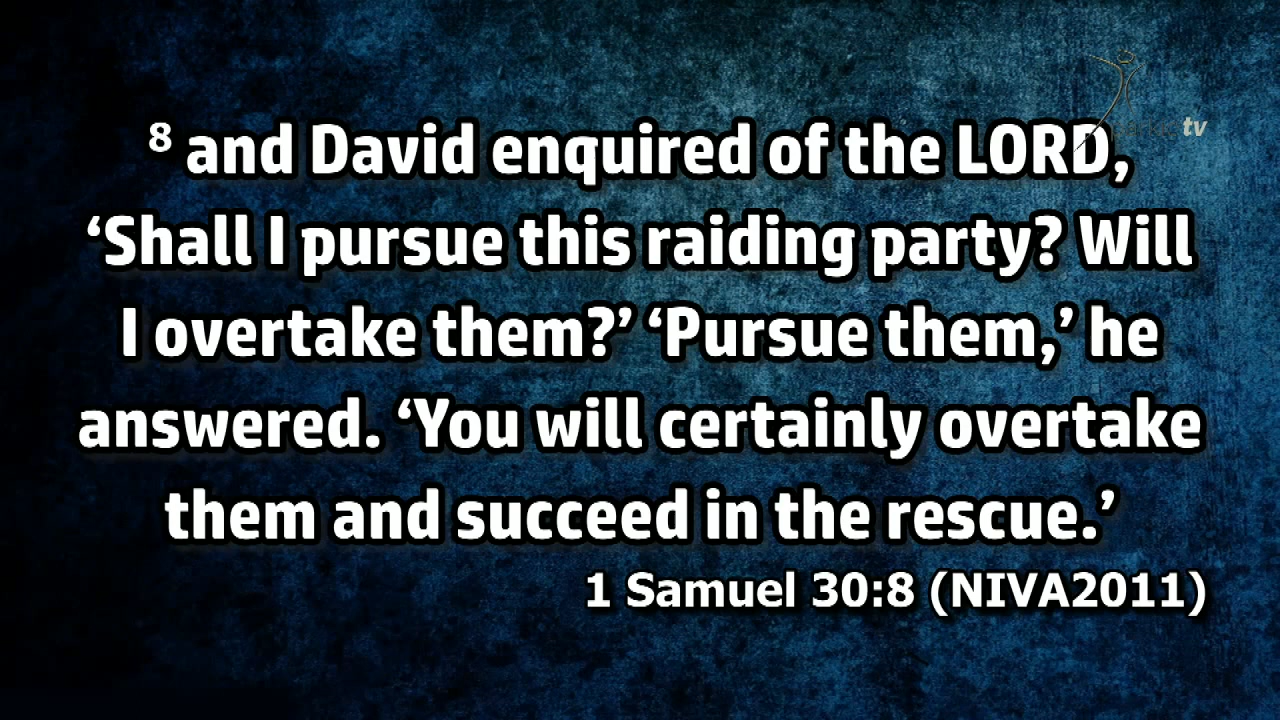 tv
⁸ and David enquired of the LORD,
‘Shall I pursue this raiding party? Will
I overtake them?’ ‘Pursue them,’ he
answered. ‘You will certainly overtake
them and succeed in the rescue.’
1 Samuel 30:8 (NIVA2011)